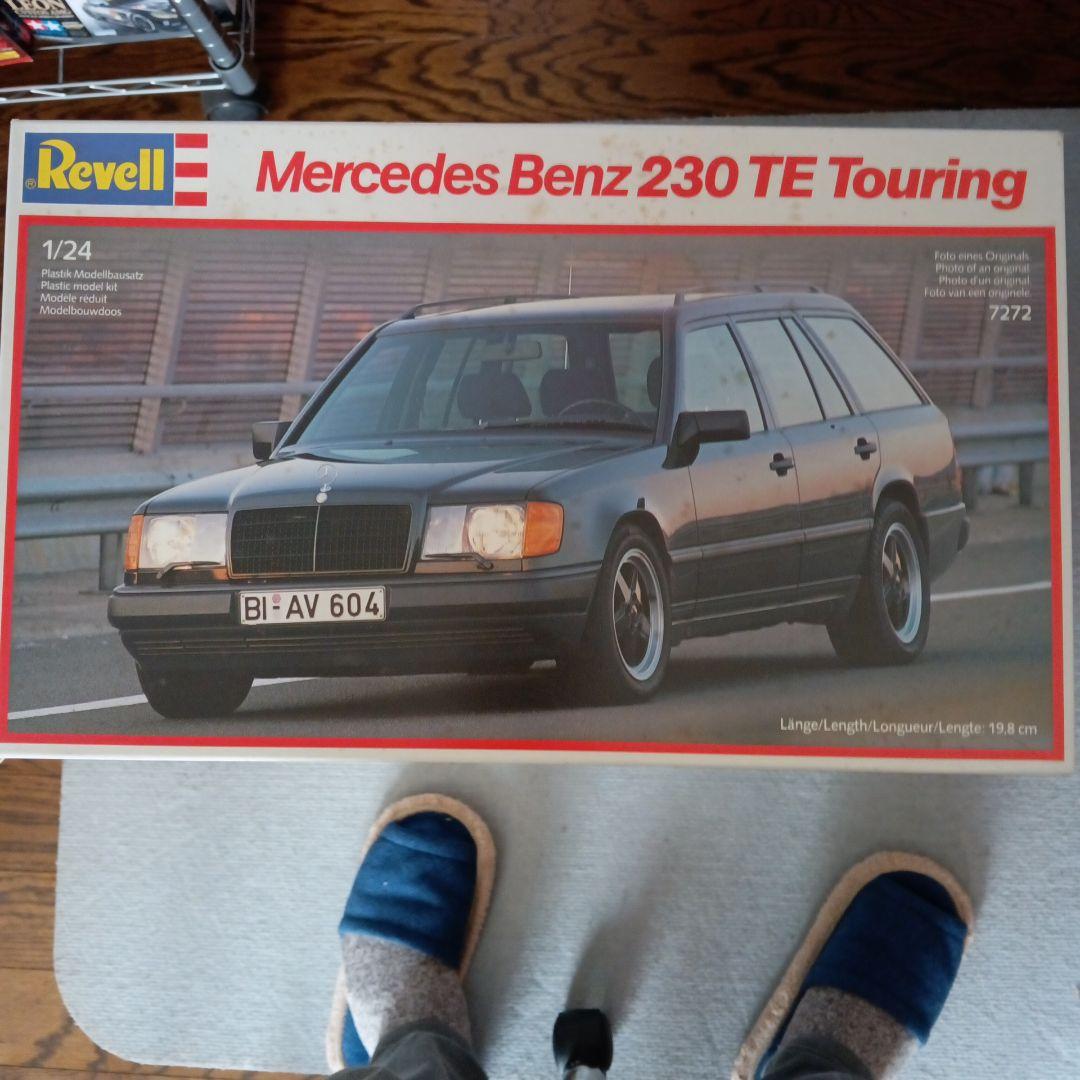 LEON
® Revell
Mercedes Benz 230 TE Touring
1/24
Plastik Modellbausatz
Plastic model kit
Modèle réduit
Modelbouwdoos
Foto eines Originals.
Photo of an original.
Photo d'un original.
Foto van een originele.
7272
BI-AV 604
Länge/Length/Longueur/Lengte: 19,8 cm